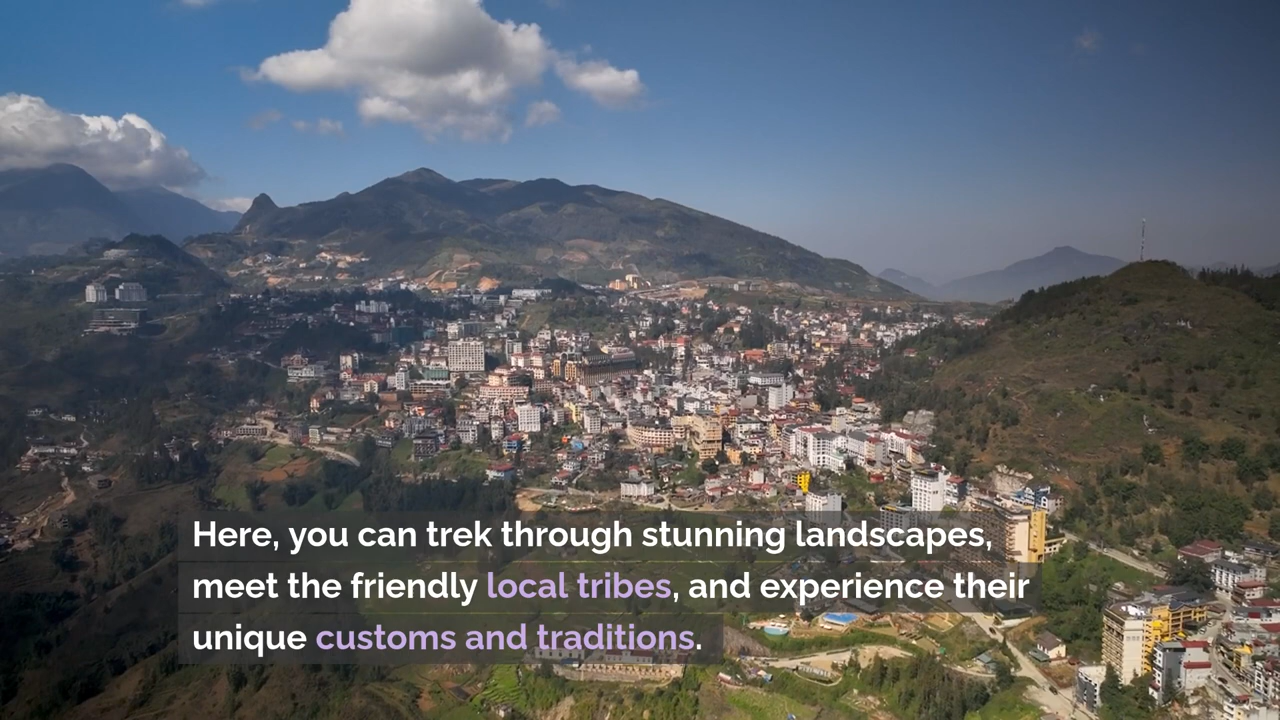 Here, you can trek through stunning landscapes,
meet the friendly local tribes, and experience their
unique customs and traditions.